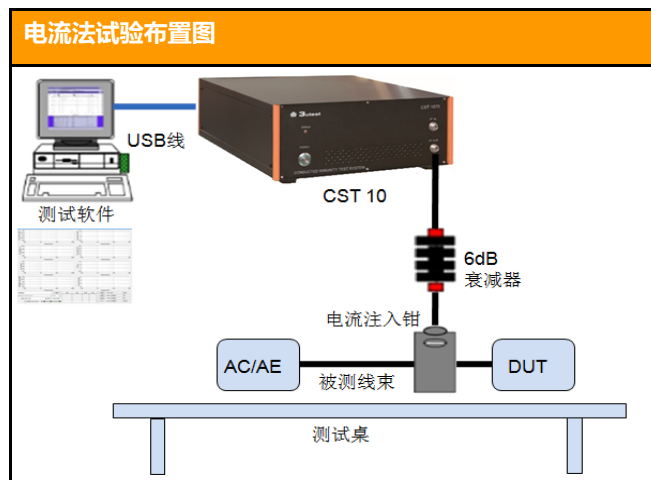 电流法试验布置图
3ctest
USB线
CST 10
测试软件
6dB
衰减器
电流注入钳
AC/AE
被测线束
DUT
测试桌